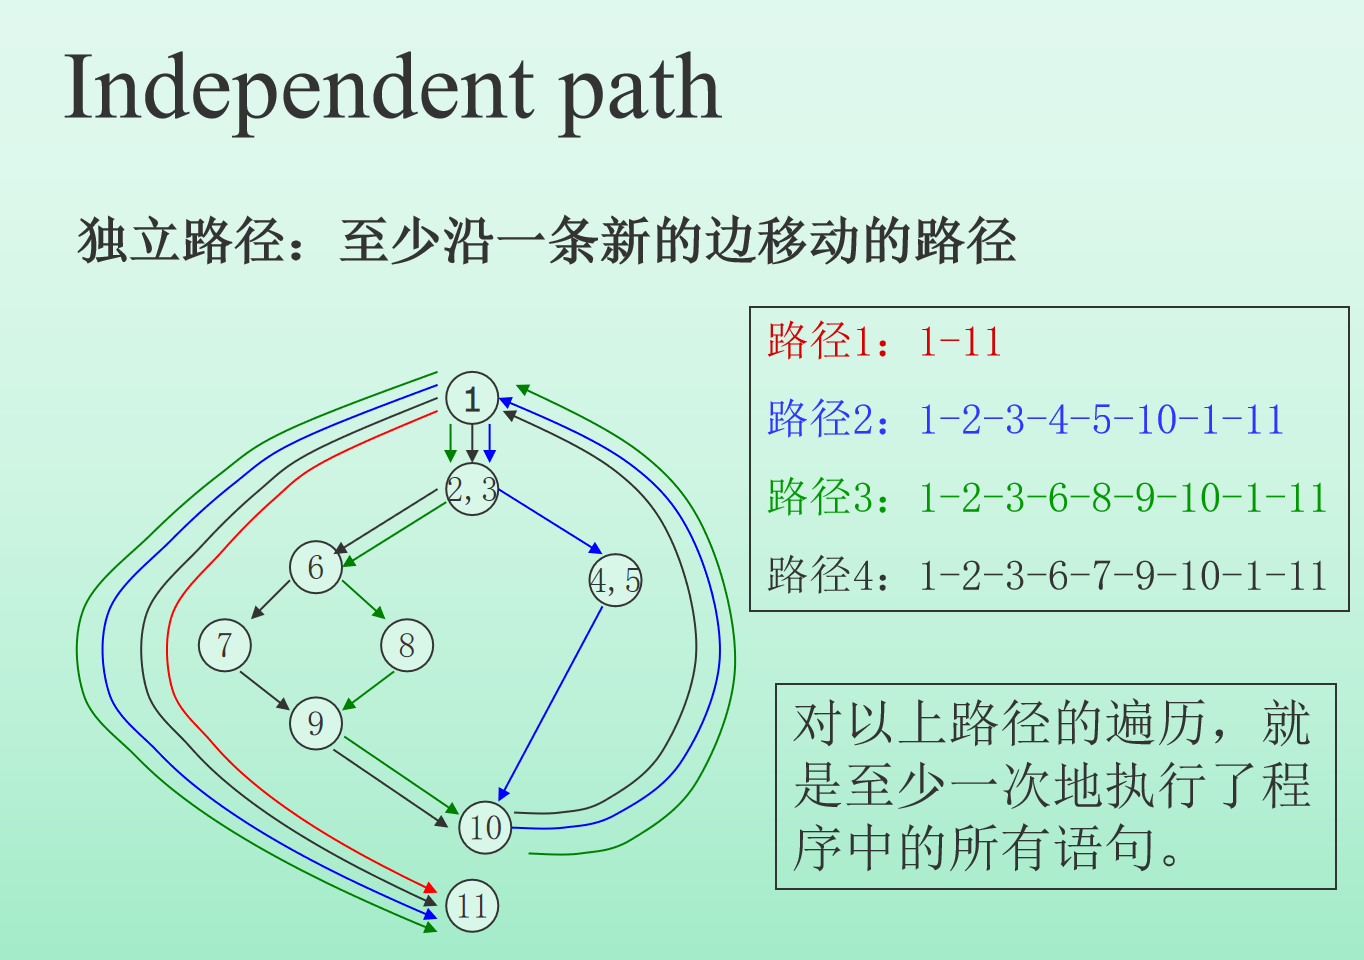 Independent path
独立路径：至少沿一条新的边移动的路径
路径1：1-11
路径2：1-2-3-4-5-10-1-11
路径3：1-2-3-6-8-9-10-1-11
路径4：1-2-3-6-7-9-10-1-11
1
2,3
6
4,5
7
8
9
10
11
对以上路径的遍历，就
是至少一次地执行了程
序中的所有语句。